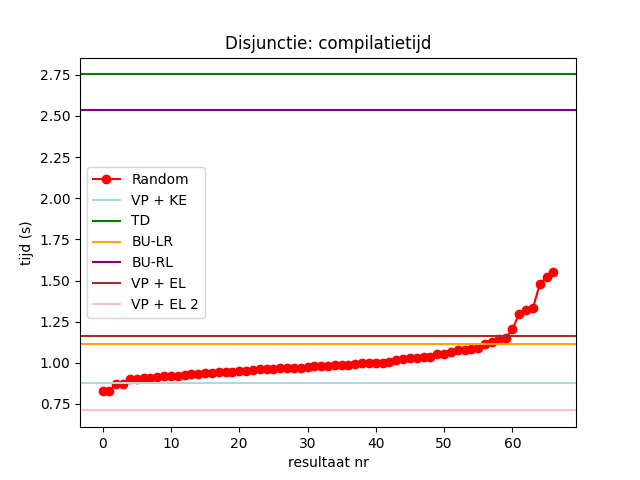 Disjunctie: compilatietijd
tijd (s)
2.75
2.50
2.25
2.00
1.75
1.50
1.25
1.00
0.75
Random
VP + KE
TD
BU-LR
BU-RL
VP + EL
VP + EL 2
0 10 20 30 40 50 60
resultaat nr